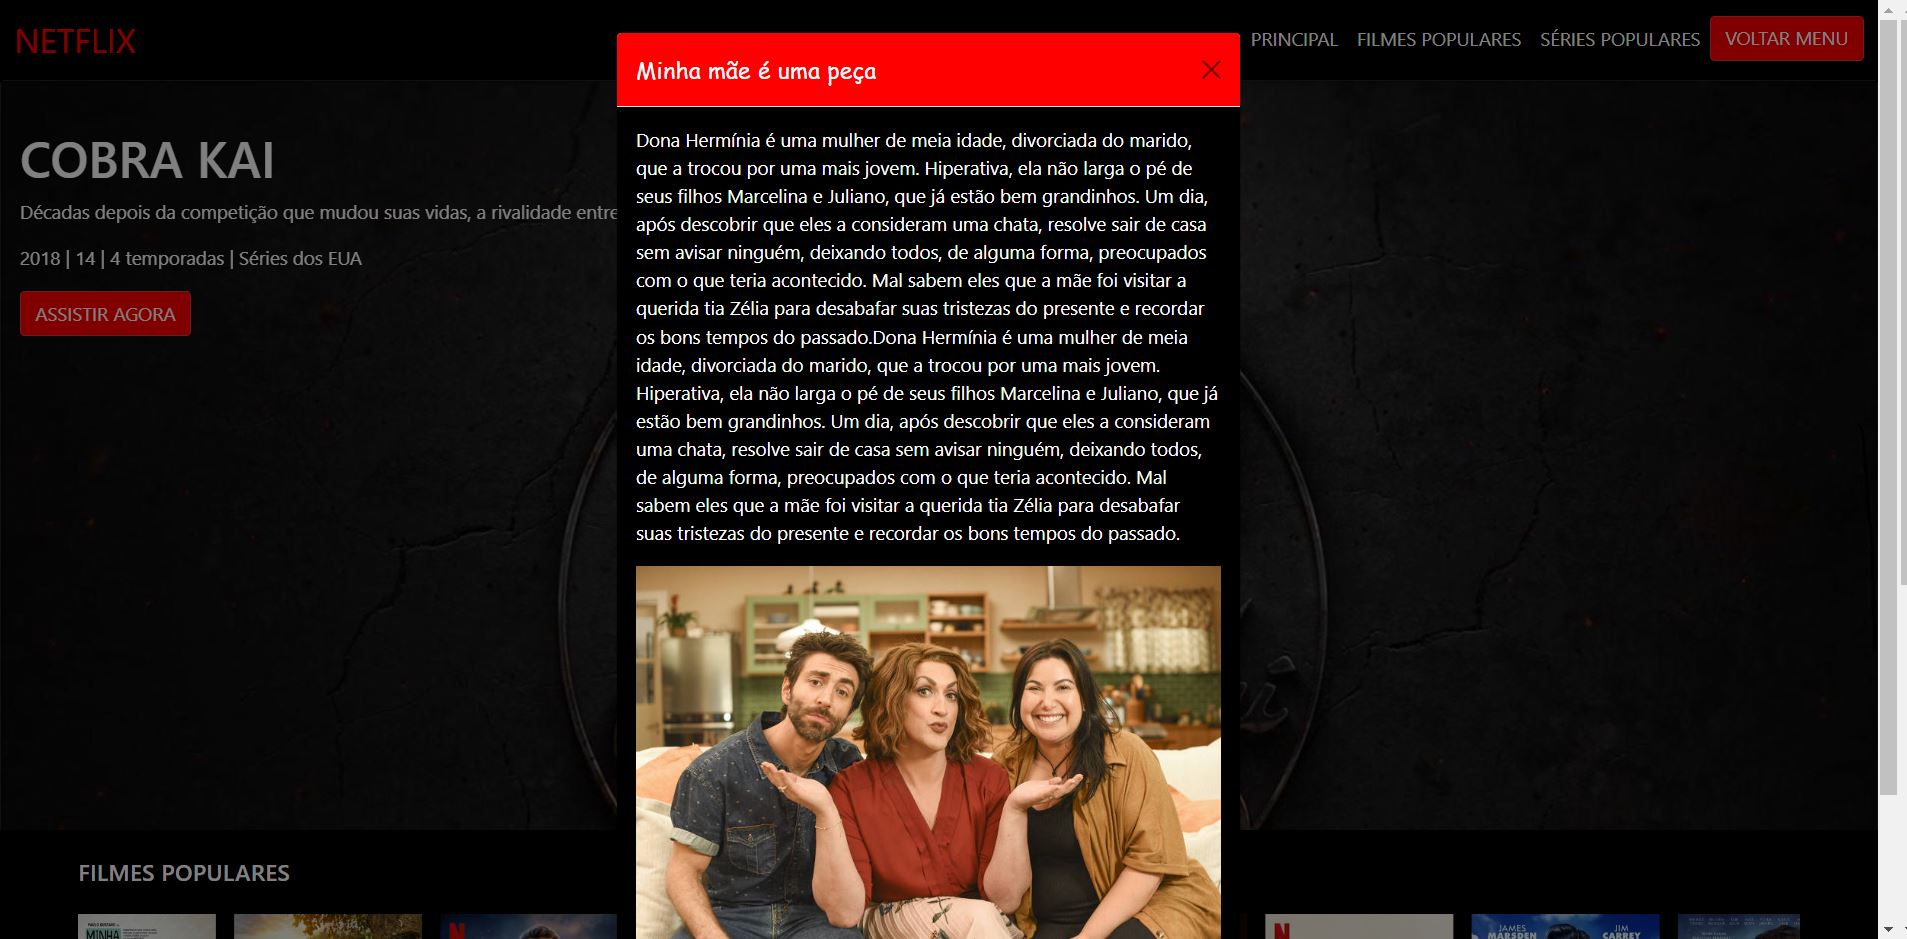 NETFLIX
PRINCIPAL
FILMES POPULARES
SÉRIES POPULARES
VOLTAR MENU
COBRA KAI
Décadas depois da competição que mudou suas vidas, a rivalidade entre
2018 | 14 | 4 temporadas | Séries dos EUA
ASSISTIR AGORA
Minha mãe é uma peça
Dona Hermínia é uma mulher de meia idade, divorciada do marido,
que a trocou por uma mais jovem. Hiperativa, ela não larga o pé de
seus filhos Marcelina e Juliano, que já estão bem grandinhos. Um dia,
após descobrir que eles a consideram uma chata, resolve sair de casa
sem avisar ninguém, deixando todos, de alguma forma, preocupados
com o que teria acontecido. Mal sabem eles que a mãe foi visitar a
querida tia Zélia para desabafar suas tristezas do presente e recordar
os bons tempos do passado.Dona Hermínia é uma mulher de meia
idade, divorciada do marido, que a trocou por uma mais jovem.
Hiperativa, ela não larga o pé de seus filhos Marcelina e Juliano, que já
estão bem grandinhos. Um dia, após descobrir que eles a consideram
uma chata, resolve sair de casa sem avisar ninguém, deixando todos,
de alguma forma, preocupados com o que teria acontecido. Mal
sabem eles que a mãe foi visitar a querida tia Zélia para desabafar
suas tristezas do presente e recordar os bons tempos do passado.
FILMES POPULARES
MINHA
N
N
JAMES MARSDEN
JIM CARREY